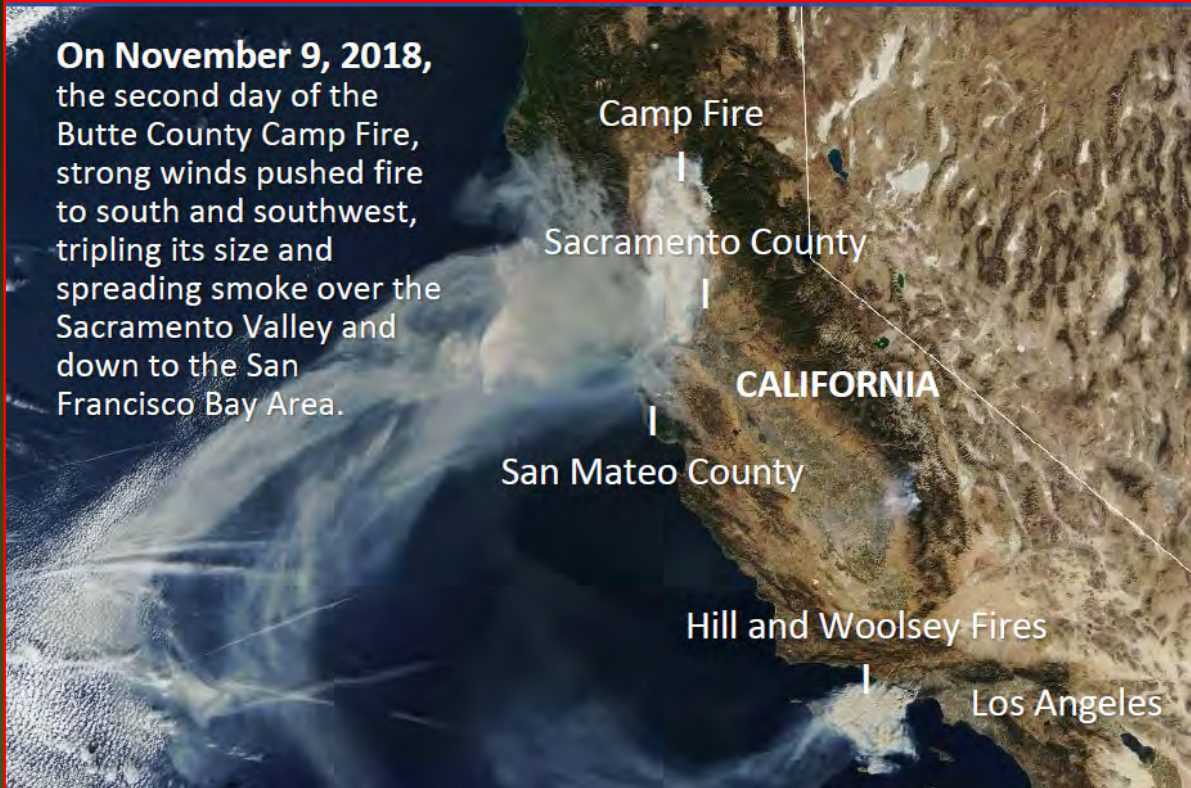 On November 9, 2018,
the second day of the
Butte County Camp Fire,
strong winds pushed fire
to south and southwest,
tripling its size and
spreading smoke over the
Sacramento Valley and
down to the San
Francisco Bay Area.
Camp Fire
Sacramento County
CALIFORNIA
San Mateo County
Hill and Woolsey Fires
Los Angeles